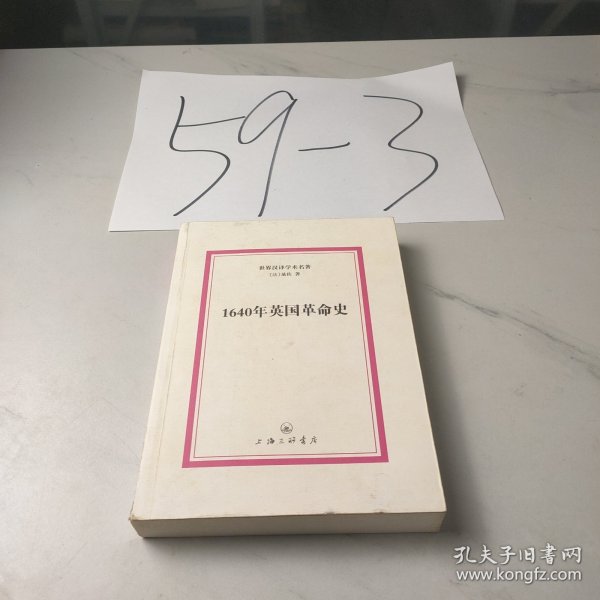 59-3
世界汉译学术名著
〔法〕基佐 著
1640年英国革命史
上海三联书店
孔夫子旧书网
www.kongfz.com